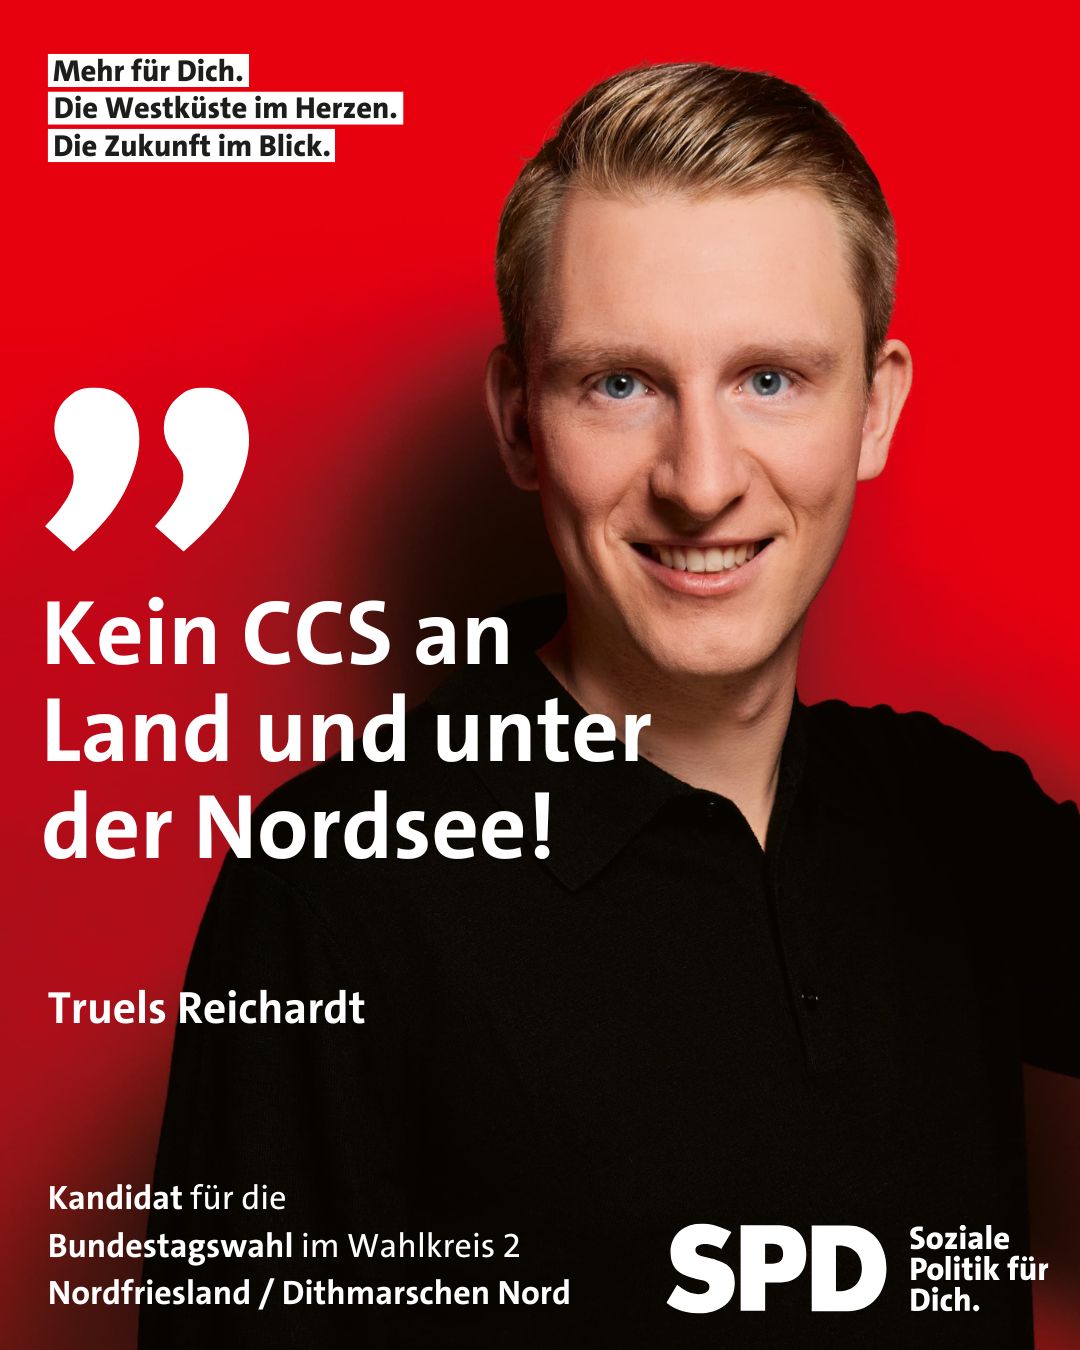 Mehr für Dich.
Die Westküste im Herzen.
Die Zukunft im Blick.
”
Kein CCS an
Land und unter
der Nordsee!
Truels Reichardt
Kandidat für die
Bundestagswahl im Wahlkreis 2
Nordfriesland / Dithmarschen Nord
SPD
Soziale
Politik für
Dich.